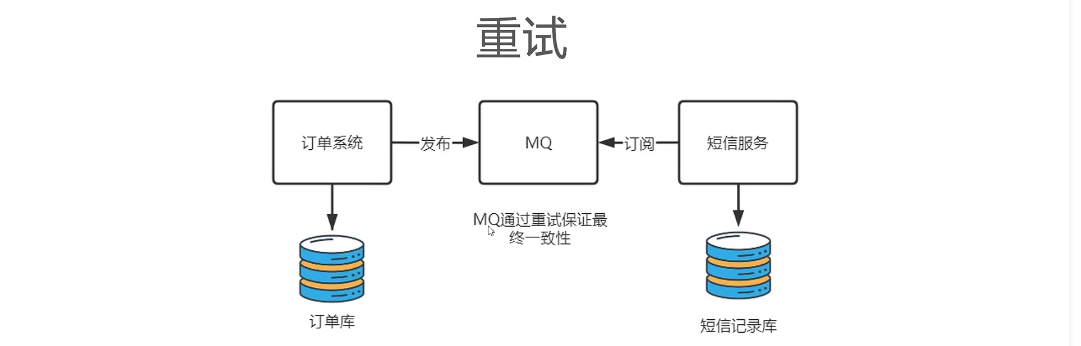 重试
订单系统
发布
MQ
订阅
短信服务
MQ通过重试保证最
终一致性
订单库
短信记录库